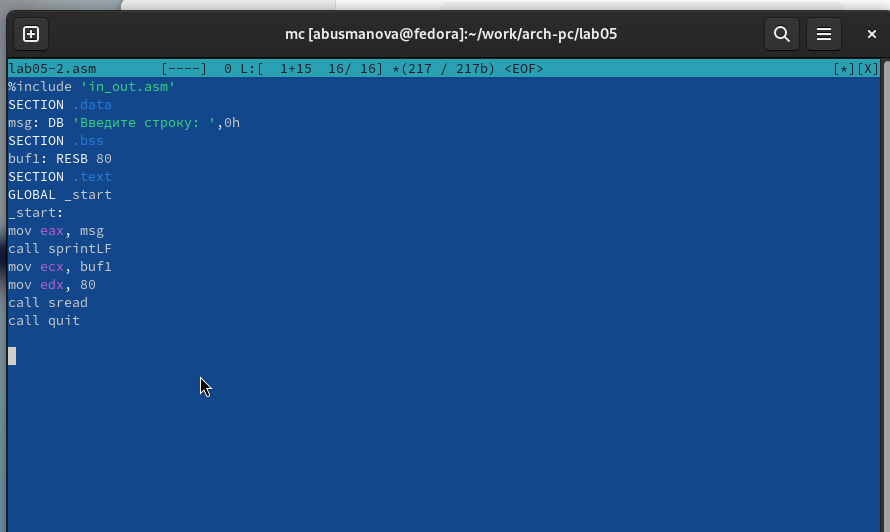 mc [abusmanova@fedora]:~/work/arch-pc/lab05
lab05-2.asm        [----]  0 L:[  1+15  16/ 16] *(217 / 217b) <EOF>                                    [*][X]
%include 'in_out.asm'
SECTION .data
msg: DB 'Введите строку: ',0h
SECTION .bss
buf1: RESB 80
SECTION .text
GLOBAL _start
_start:
mov eax, msg
call sprintLF
mov ecx, buf1
mov edx, 80
call sread
call quit